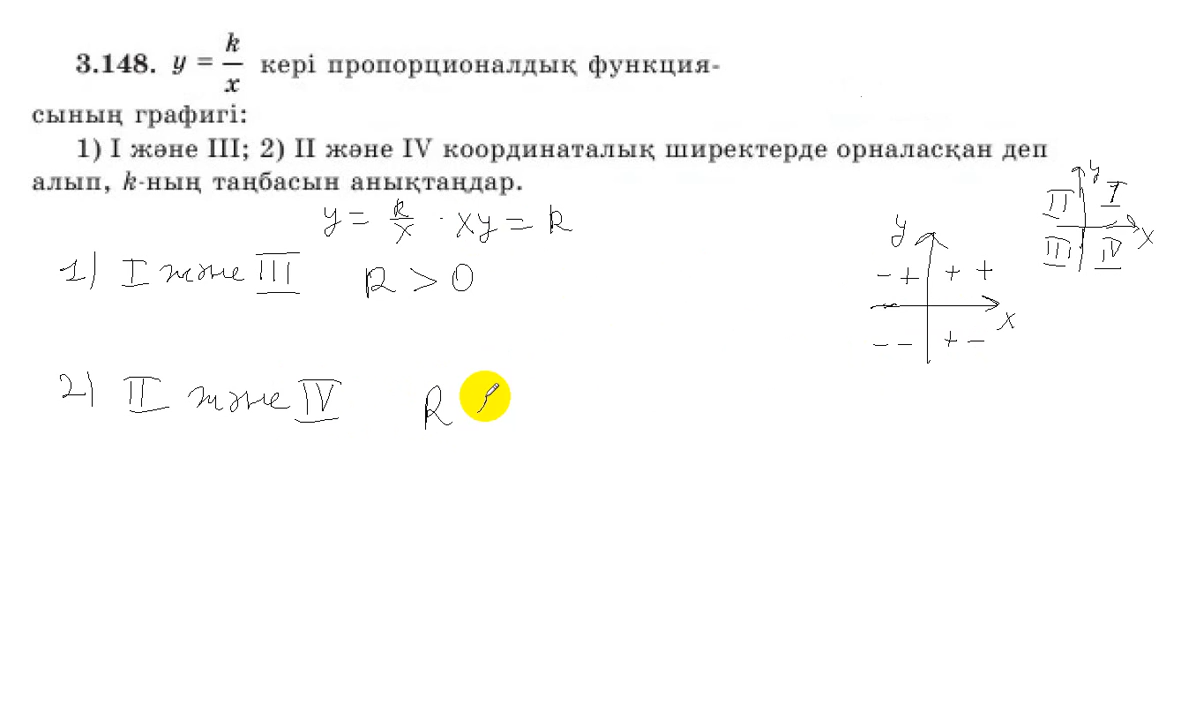 3.148. y = k/x кері пропорционалдық функция-
сының графигі:
1) I және III; 2) II және IV координаталық ширектерде орналасқан деп
алып, k-ның таңбасын анықтаңдар.
y = k/x · xy = k
1) I және III k > 0
2) II және IV k
y
- + + +
x
- - + -
y
II I
III IV x